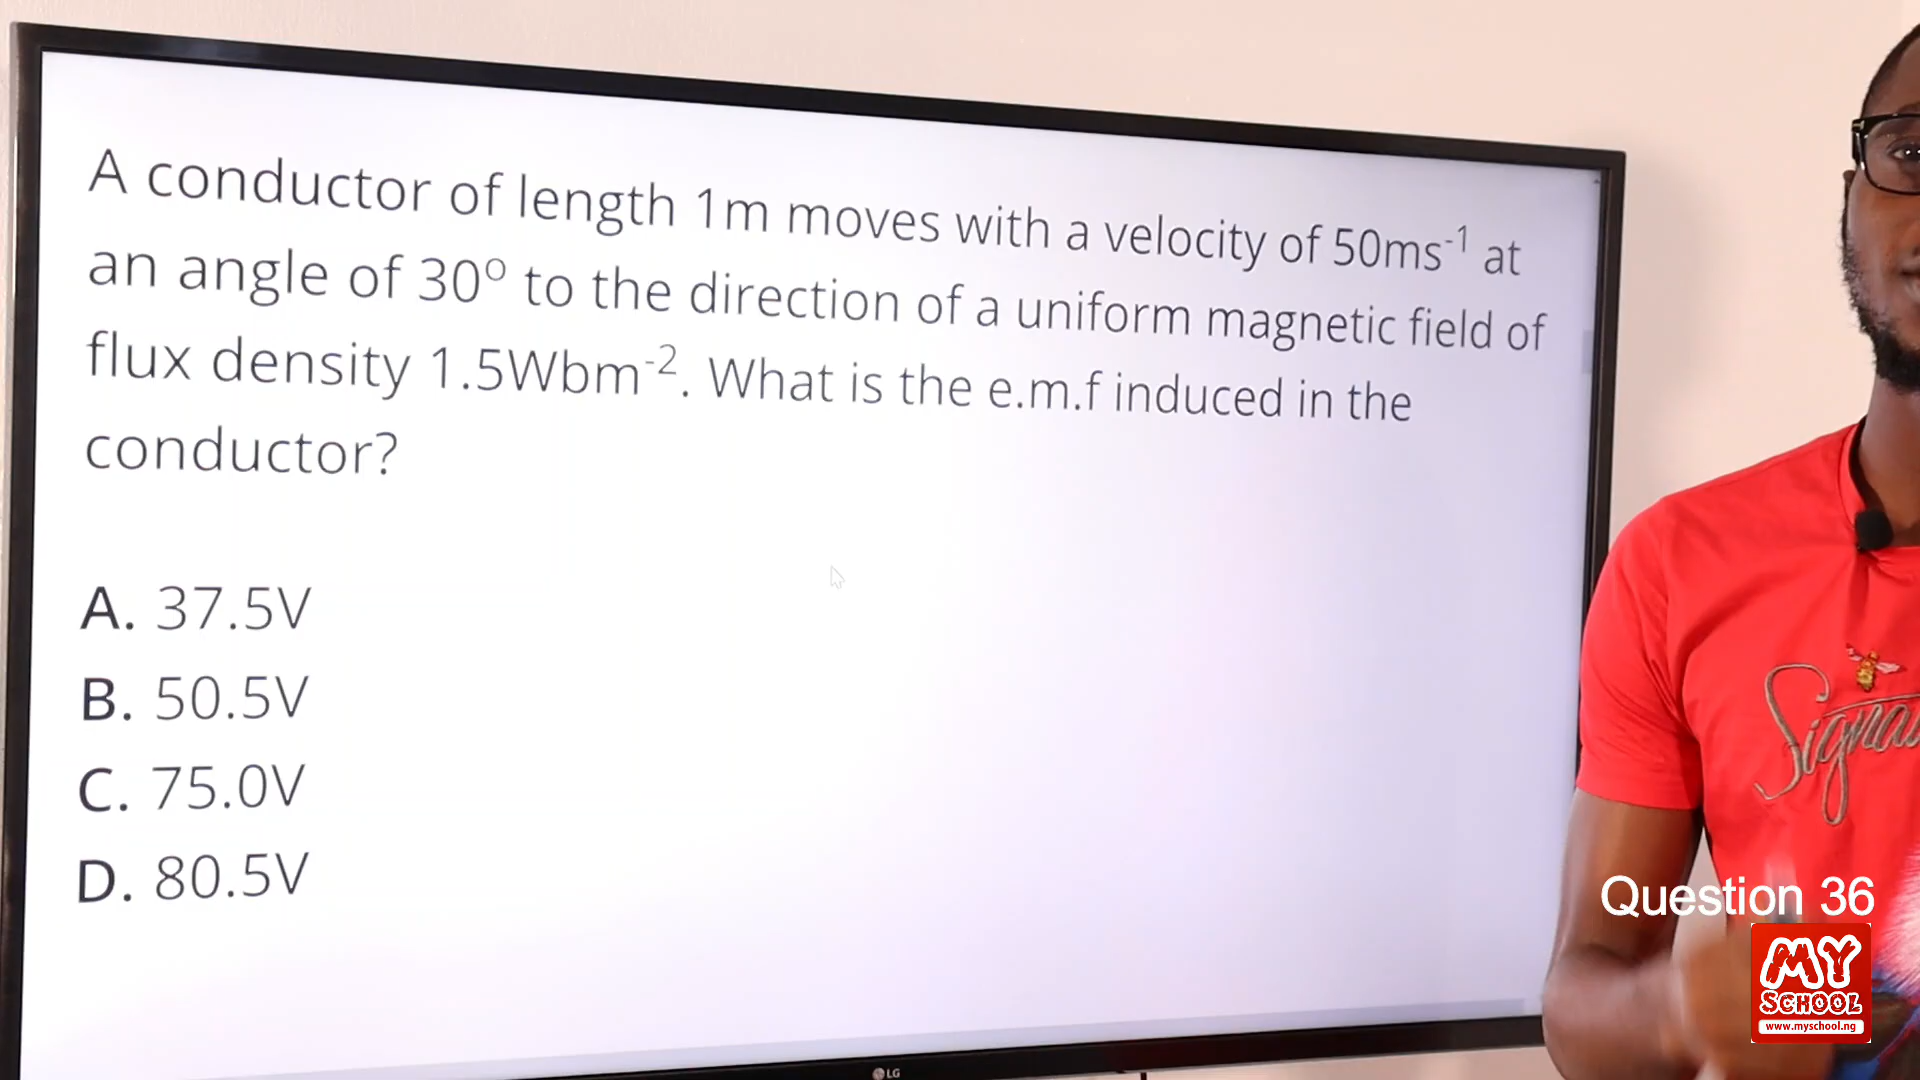 A conductor of length 1m moves with a velocity of 50ms⁻¹ at
an angle of 30º to the direction of a uniform magnetic field of
flux density 1.5Wbm⁻². What is the e.m.f induced in the
conductor?
A. 37.5V
B. 50.5V
C. 75.0V
D. 80.5V
Question 36
MY
SCHOOL
www.myschool.ng
LG